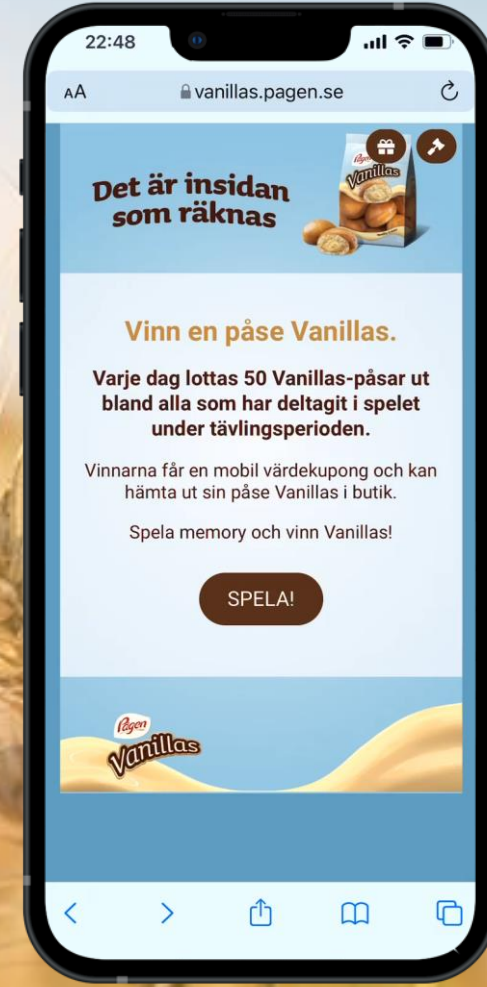 22:48
AA
vanillas.pagen.se
Det är insidan
som räknas
Pågen
Vanillas
Vinn en påse Vanillas.
Varje dag lottas 50 Vanillas-påsar ut
bland alla som har deltagit i spelet
under tävlingsperioden.
Vinnarna får en mobil värdekupong och kan
hämta ut sin påse Vanillas i butik.
Spela memory och vinn Vanillas!
SPELA!
Pågen
Vanillas